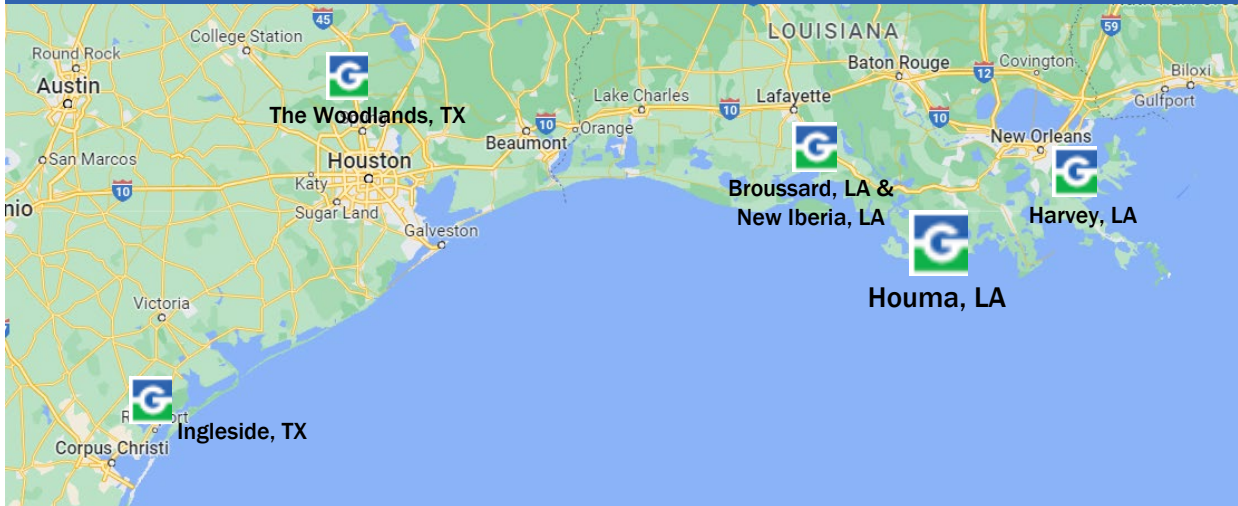 45
59
College Station
LOUISIANA
Round Rock
G
Baton Rouge
12
Covington
Biloxi
Austin
Lake Charles
10
Lafayette
Gulfport
The Woodlands, TX
10
Orange
10
New Orleans
Beaumont
San Marcos
Houston
G
G
10
Katy
Broussard, LA &
New Iberia, LA
Harvey, LA
nio
Sugar Land
Galveston
G
Houma, LA
Victoria
G
Ingleside, TX
Corpus Christi